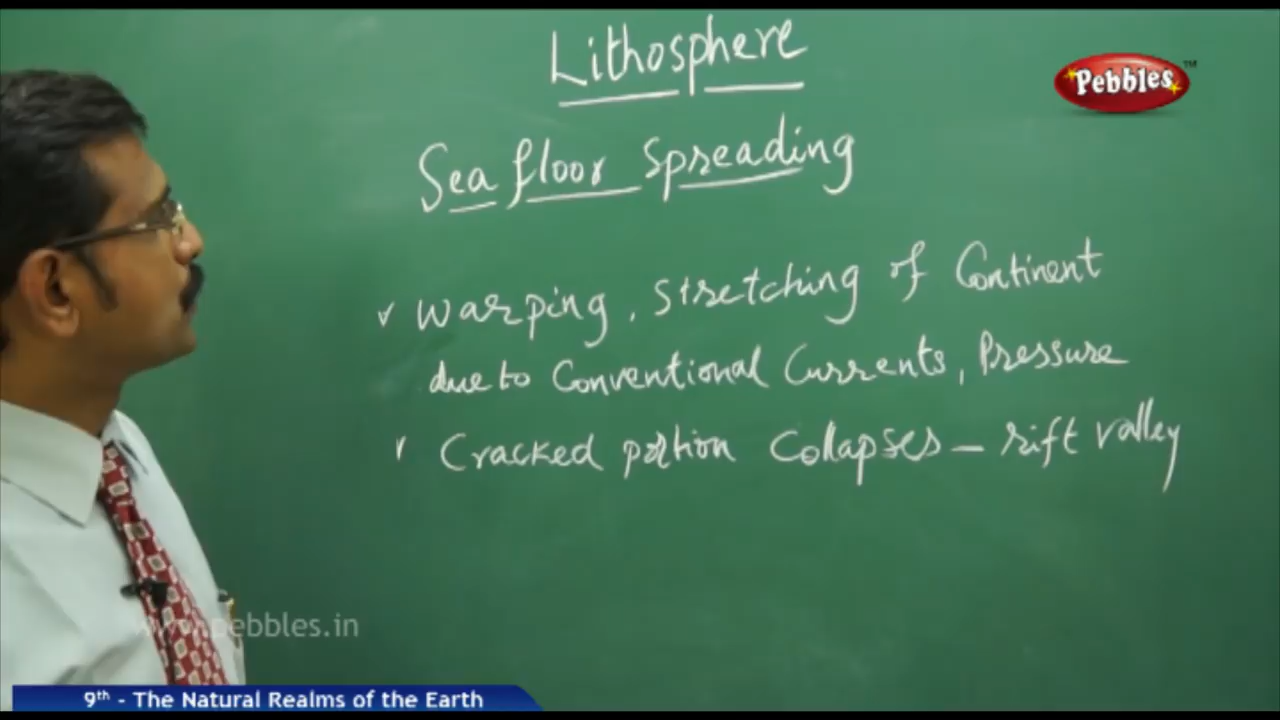 Lithosphere
Pebbles™
Sea floor Spreading
✓ Warping, Stretching of Continent
due to Conventional Currents, Pressure
✓ Cracked portion Collapses – rift valley
www.pebbles.in
9th - The Natural Realms of the Earth